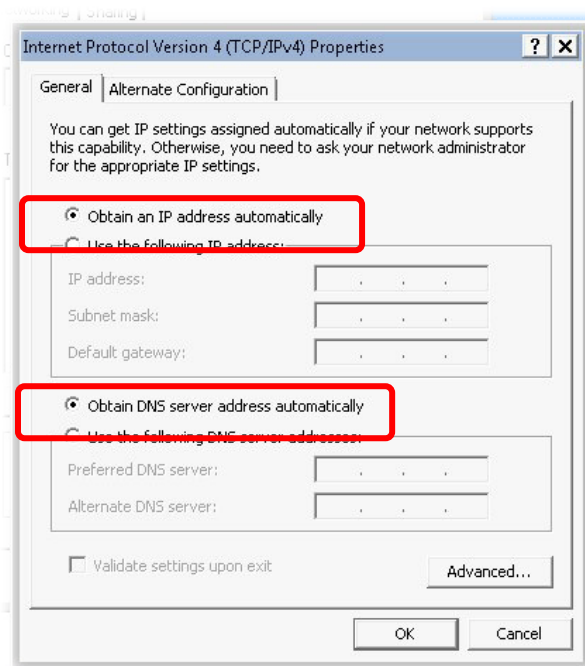 Sharing
Internet Protocol Version 4 (TCP/IPv4) Properties ? X
General Alternate Configuration
You can get IP settings assigned automatically if your network supports
this capability. Otherwise, you need to ask your network administrator
for the appropriate IP settings.
Obtain an IP address automatically
Use the following IP address:
IP address: . . .
Subnet mask: . . .
Default gateway: . . .
Obtain DNS server address automatically
Use the following DNS server addresses:
Preferred DNS server: . . .
Alternate DNS server: . . .
Validate settings upon exit
Advanced...
OK Cancel